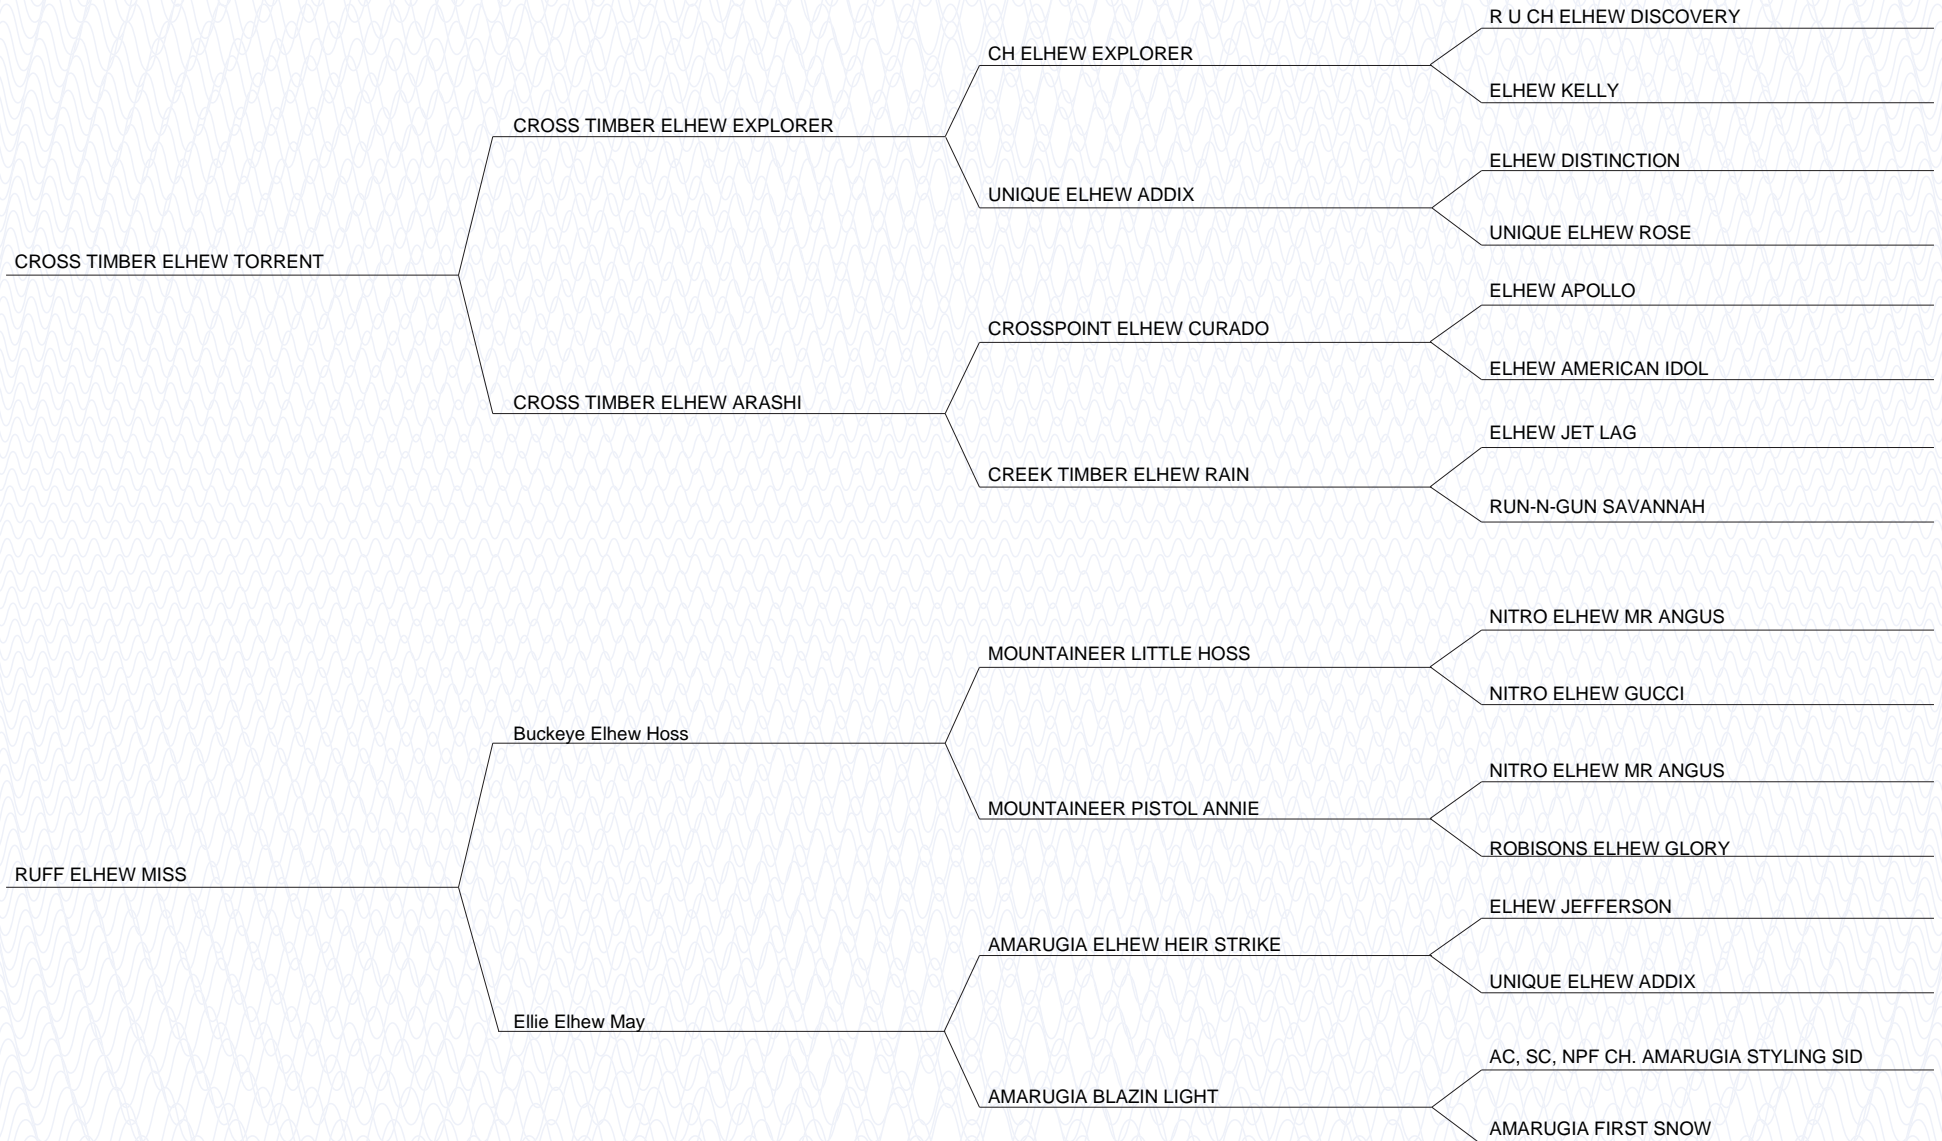 R U CH ELHEW DISCOVERY
CH ELHEW EXPLORER
ELHEW KELLY
CROSS TIMBER ELHEW EXPLORER
ELHEW DISTINCTION
UNIQUE ELHEW ADDIX
UNIQUE ELHEW ROSE
CROSS TIMBER ELHEW TORRENT
ELHEW APOLLO
CROSSPOINT ELHEW CURADO
ELHEW AMERICAN IDOL
CROSS TIMBER ELHEW ARASHI
ELHEW JET LAG
CREEK TIMBER ELHEW RAIN
RUN-N-GUN SAVANNAH
NITRO ELHEW MR ANGUS
MOUNTAINEER LITTLE HOSS
NITRO ELHEW GUCCI
Buckeye Elhew Hoss
NITRO ELHEW MR ANGUS
MOUNTAINEER PISTOL ANNIE
ROBISONS ELHEW GLORY
RUFF ELHEW MISS
ELHEW JEFFERSON
AMARUGIA ELHEW HEIR STRIKE
UNIQUE ELHEW ADDIX
Ellie Elhew May
AC, SC, NPF CH. AMARUGIA STYLING SID
AMARUGIA BLAZIN LIGHT
AMARUGIA FIRST SNOW